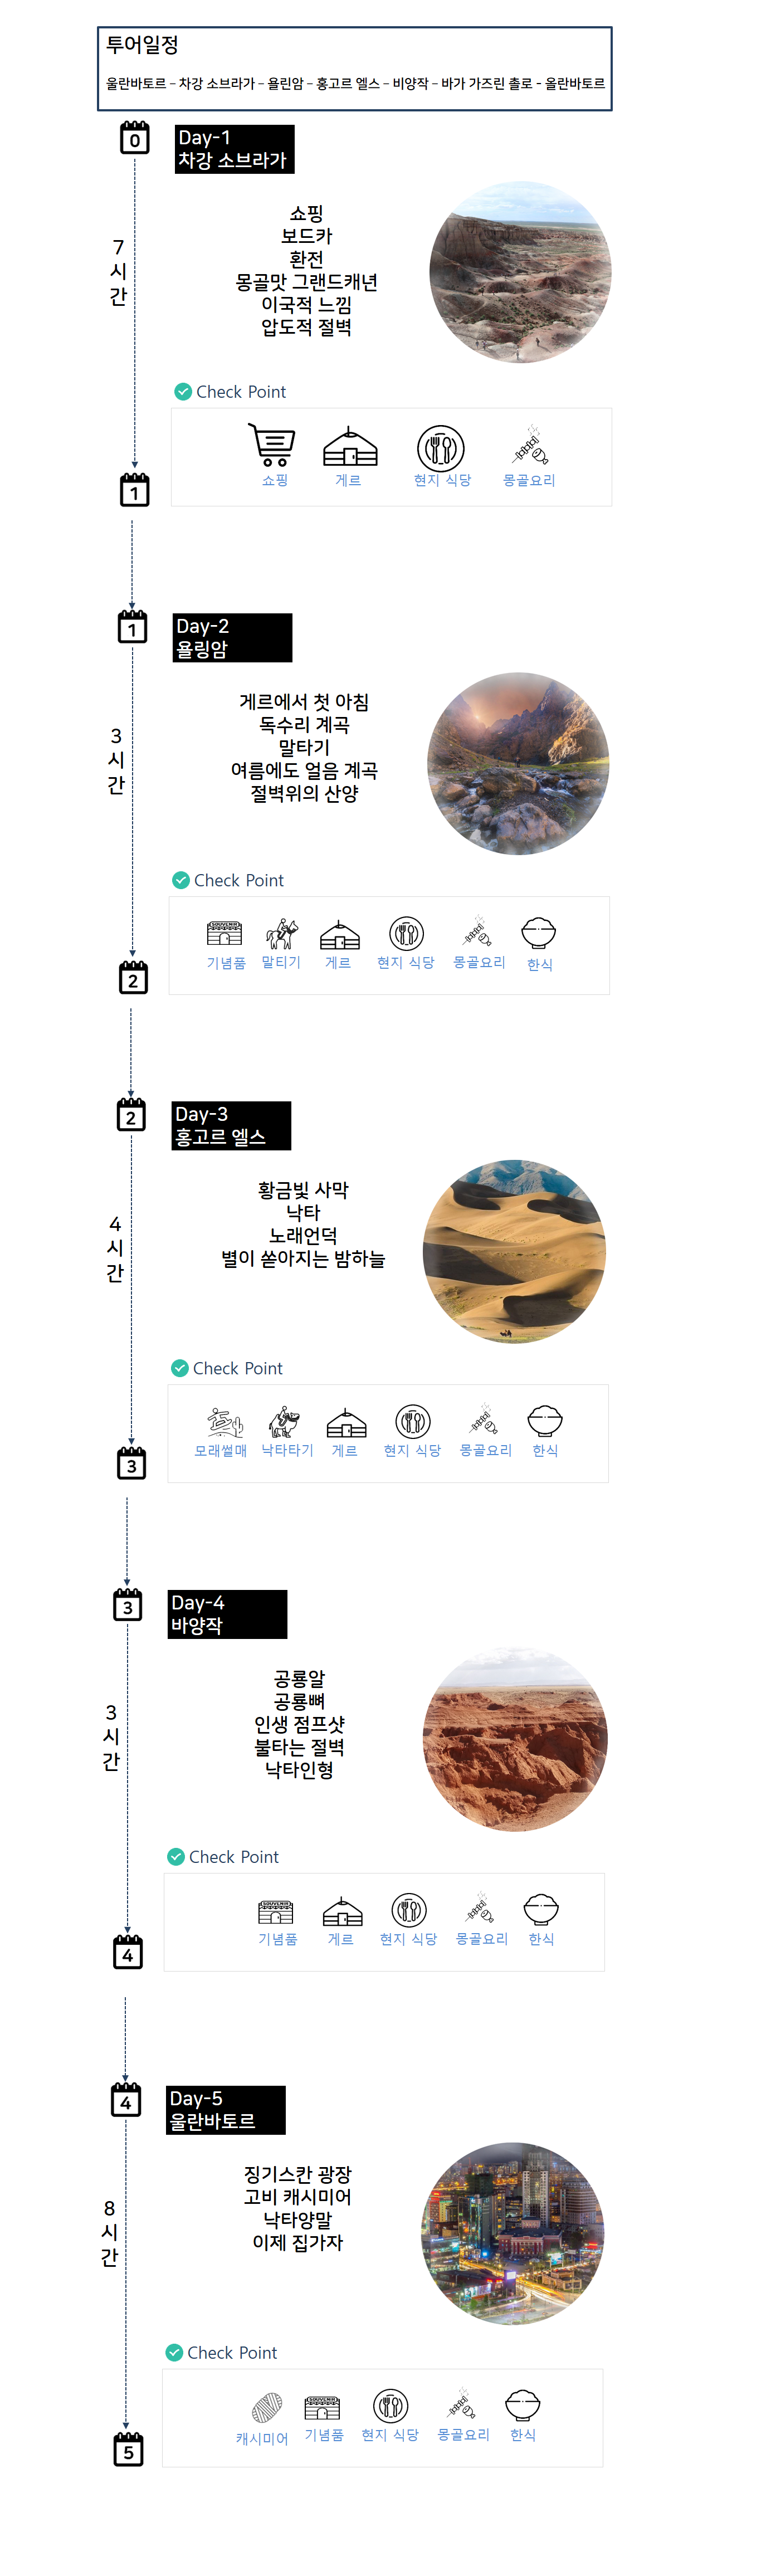 투어일정
울란바토르 – 차강 소브라가 – 욜린암 – 홍고르 엘스 – 비양작 – 바가 가즈린 촐로 - 올란바토르
0
Day-1
차강 소브라가
7
시
간
쇼핑
보드카
환전
몽골맛 그랜드캐년
이국적 느낌
압도적 절벽
Check Point
쇼핑 게르 현지 식당 몽골요리
1
1
Day-2
욜링암
3
시
간
게르에서 첫 아침
독수리 계곡
말타기
여름에도 얼음 계곡
절벽위의 산양
Check Point
SOUVENIR
기념품 말티기 게르 현지 식당 몽골요리 한식
2
2
Day-3
홍고르 엘스
4
시
간
황금빛 사막
낙타
노래언덕
별이 쏟아지는 밤하늘
Check Point
모래썰매 낙타타기 게르 현지 식당 몽골요리 한식
3
3
Day-4
바양작
3
시
간
공룡알
공룡뼈
인생 점프샷
불타는 절벽
낙타인형
Check Point
SOUVENIR
기념품 게르 현지 식당 몽골요리 한식
4
4
Day-5
울란바토르
8
시
간
징기스칸 광장
고비 캐시미어
낙타양말
이제 집가자
Check Point
SOUVENIR
캐시미어 기념품 현지 식당 몽골요리 한식
5